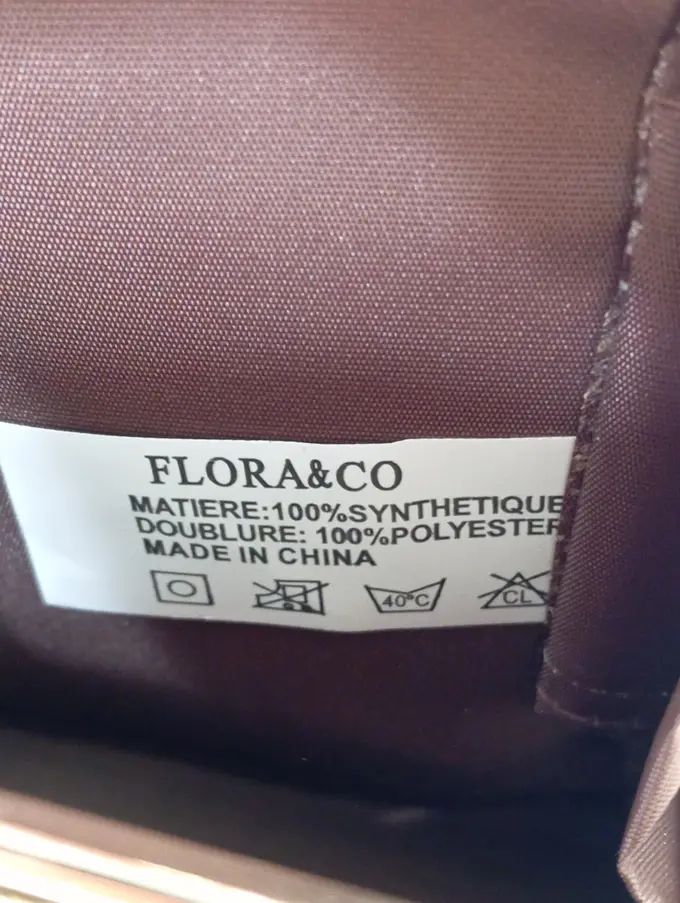 FLORA&CO
MATIERE:100%SYNTHETIQUE
DOUBLURE: 100%POLYESTER
MADE IN CHINA
40°C CL